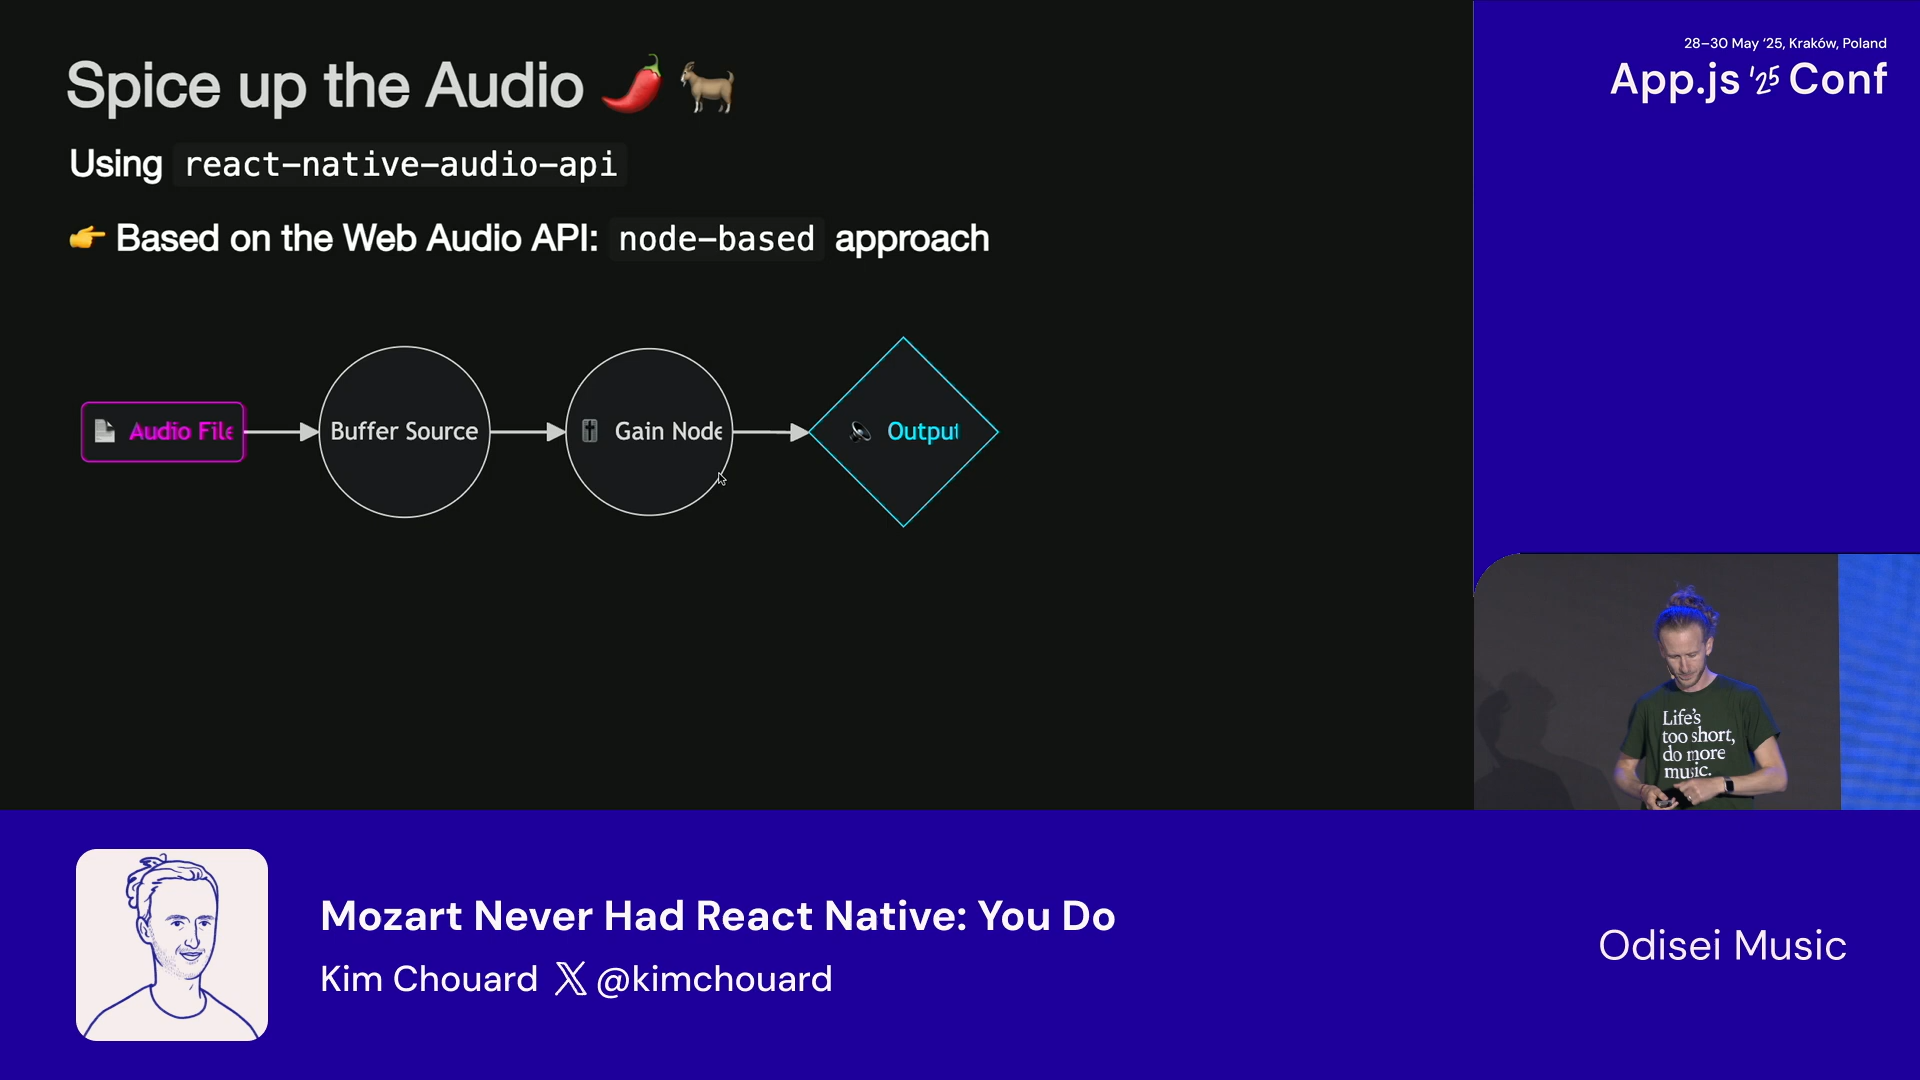 Spice up the Audio 🌶️🐐
Using react-native-audio-api
👉 Based on the Web Audio API: node-based approach
Audio File
Buffer Source
Gain Node
Output
28–30 May '25, Kraków, Poland
App.js '25 Conf
Life's
too short,
do more
music.
Mozart Never Had React Native: You Do
Kim Chouard X @kimchouard
Odisei Music